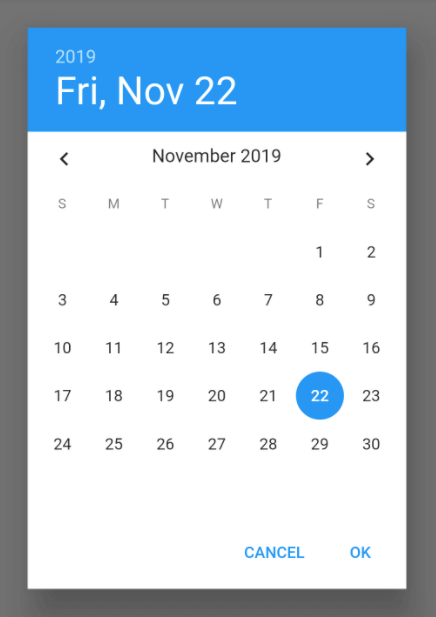 2019
Fri, Nov 22
November 2019
S M T W T F S
1 2
3 4 5 6 7 8 9
10 11 12 13 14 15 16
17 18 19 20 21 22 23
24 25 26 27 28 29 30
CANCEL OK